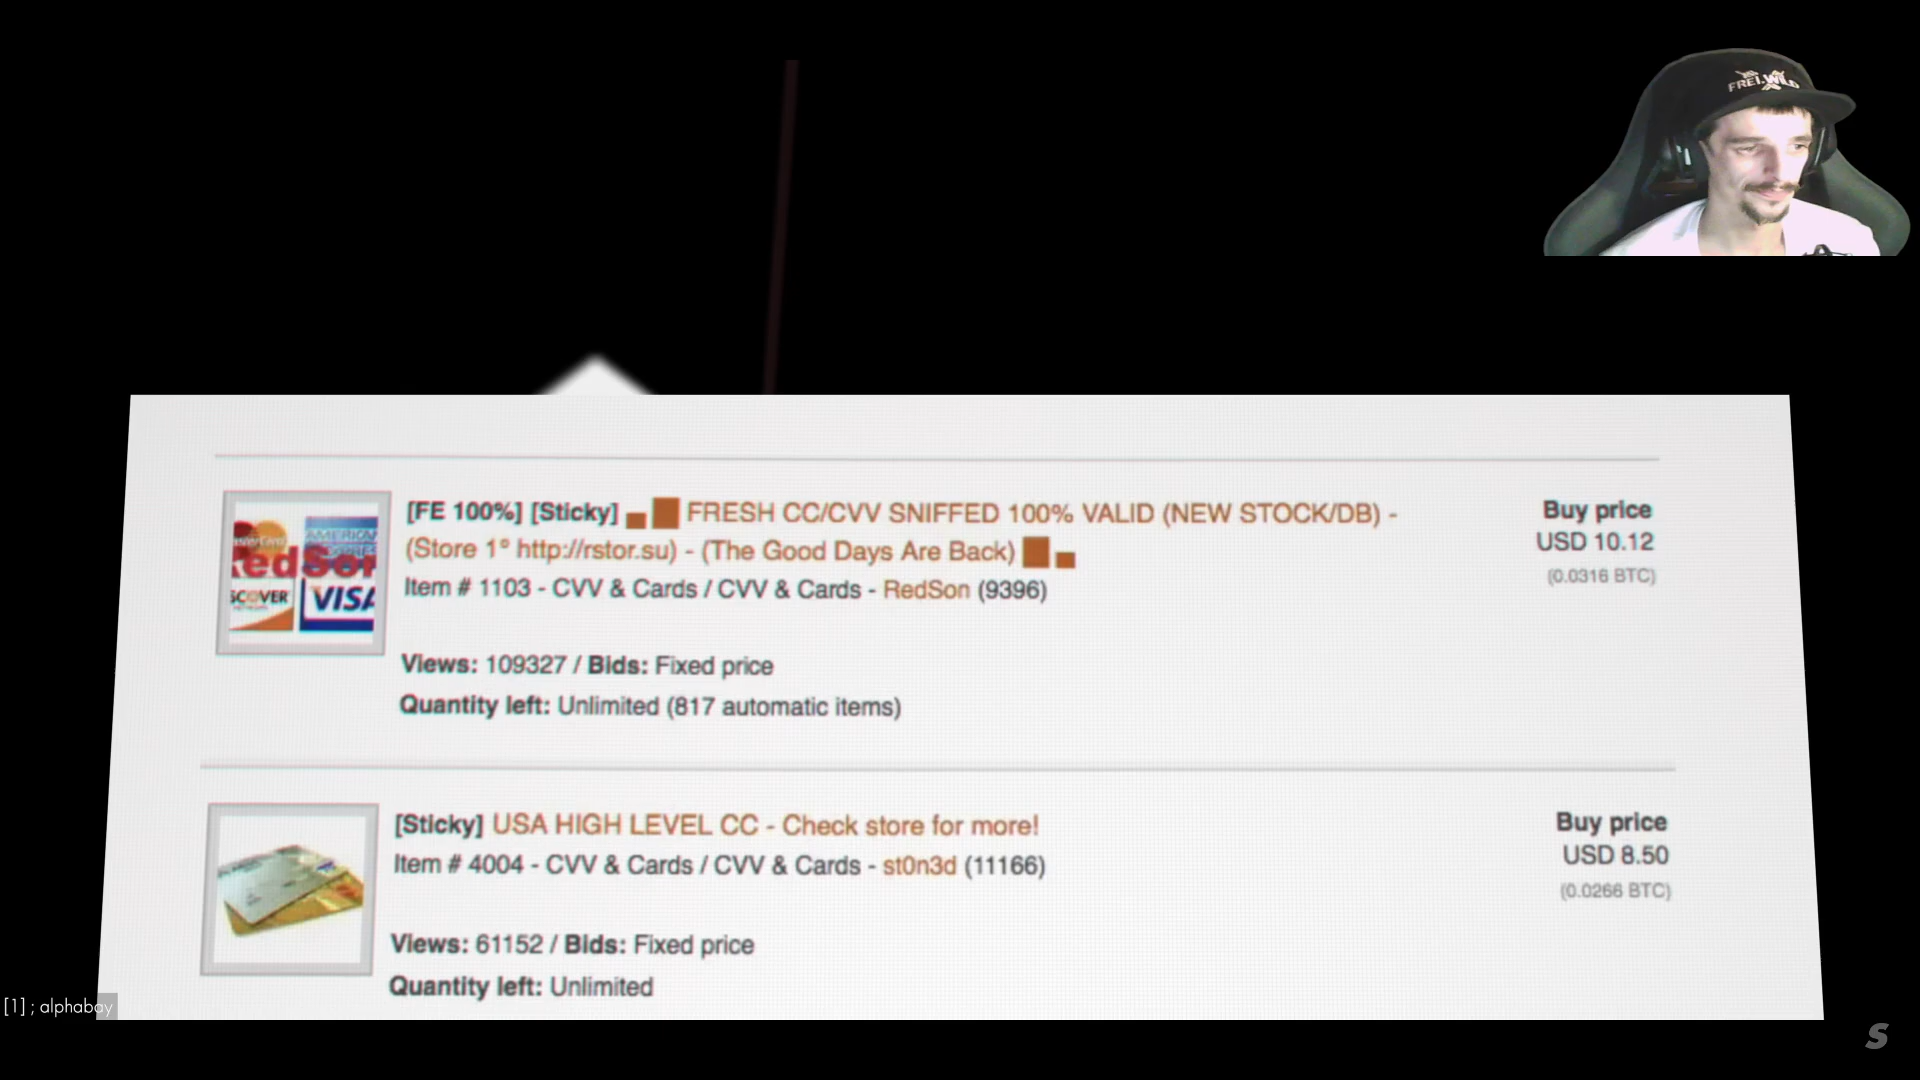 FREI.WILD
[FE 100%] [Sticky] FRESH CC/CVV SNIFFED 100% VALID (NEW STOCK/DB) -
(Store 1° http://rstor.su) - (The Good Days Are Back)
Item # 1103 - CVV & Cards / CVV & Cards - RedSon (9396)
Views: 109327 / Bids: Fixed price
Quantity left: Unlimited (817 automatic items)
Buy price
USD 10.12
(0.0316 BTC)
RedSon
VISA
[Sticky] USA HIGH LEVEL CC - Check store for more!
Item # 4004 - CVV & Cards / CVV & Cards - st0n3d (11166)
Views: 61152 / Bids: Fixed price
Quantity left: Unlimited
Buy price
USD 8.50
(0.0266 BTC)
[1] ; alphabay
S